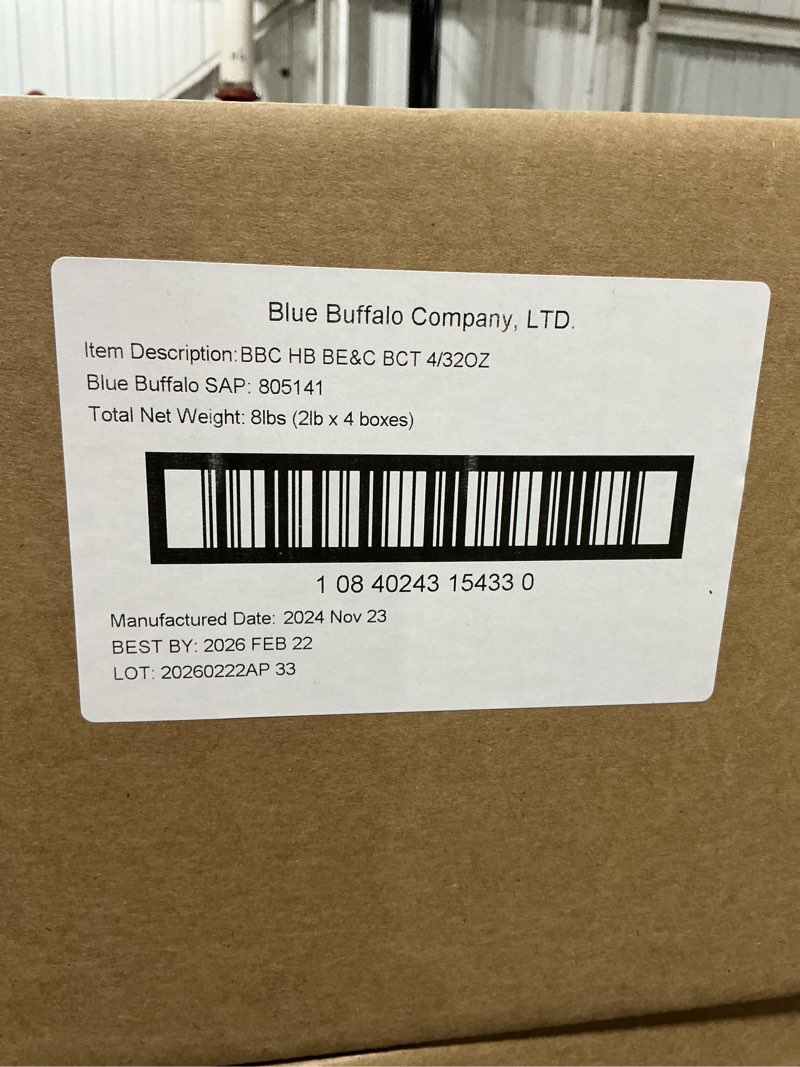 Blue Buffalo Company, LTD.
Item Description:BBC HB BE&C BCT 4/32OZ
Blue Buffalo SAP: 805141
Total Net Weight: 8lbs (2lb x 4 boxes)
1 08 40243 15433 0
Manufactured Date: 2024 Nov 23
BEST BY: 2026 FEB 22
LOT: 20260222AP 33